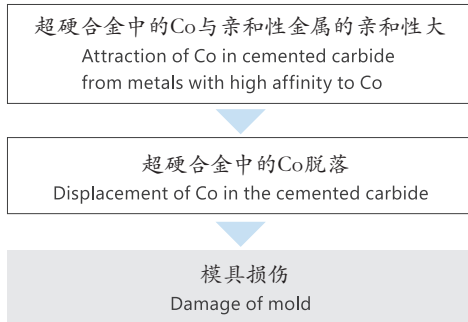 超硬合金中的Co与亲和性金属的亲和性大
Attraction of Co in cemented carbide
from metals with high affinity to Co
超硬合金中的Co脱落
Displacement of Co in the cemented carbide
模具损伤
Damage of mold